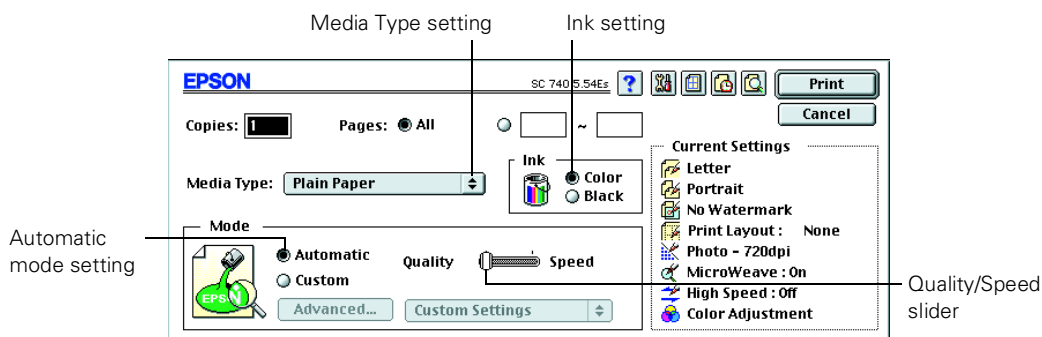 Media Type setting
Ink setting
EPSON
SC 740 5.54Es
?
Print
Cancel
Copies: 1
Pages: All
~
Media Type: Plain Paper
Ink
Color
Black
Mode
Automatic
Custom
Quality
Speed
Advanced...
Custom Settings
EPSON
Current Settings
Letter
Portrait
No Watermark
Print Layout : None
Photo - 720dpi
MicroWeave : On
High Speed : Off
Color Adjustment
Automatic
mode setting
Quality/Speed
slider